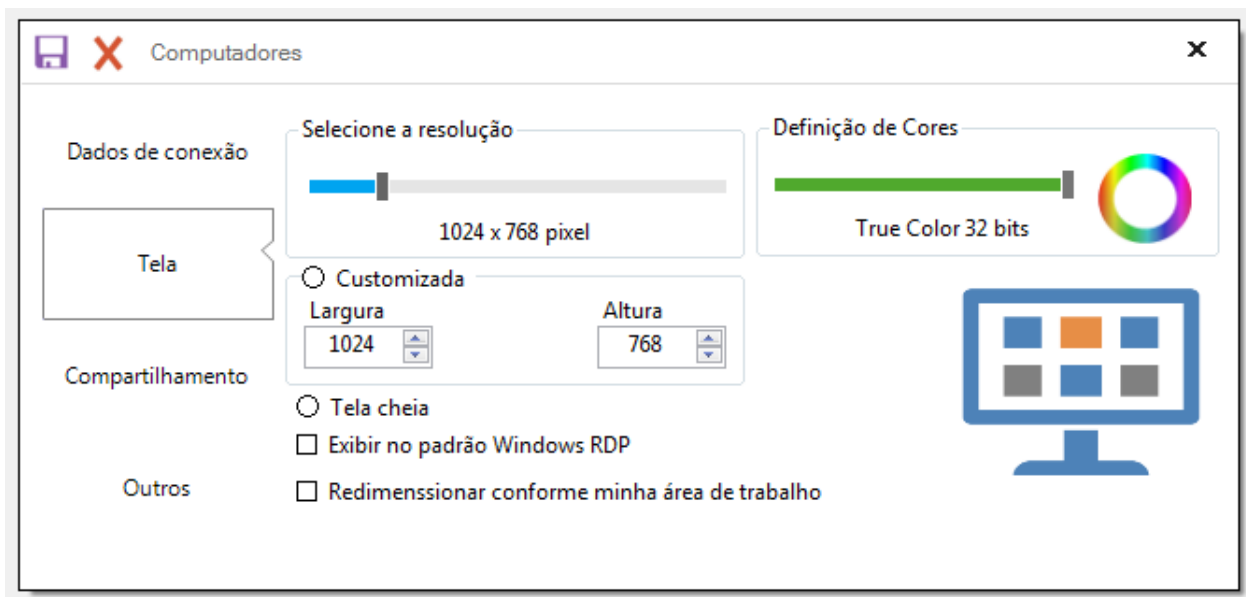 Computadores
Dados de conexão
Tela
Compartilhamento
Outros
Selecione a resolução
1024 x 768 pixel
Definição de Cores
True Color 32 bits
Customizada
Largura Altura
1024 768
Tela cheia
Exibir no padrão Windows RDP
Redimenssionar conforme minha área de trabalho